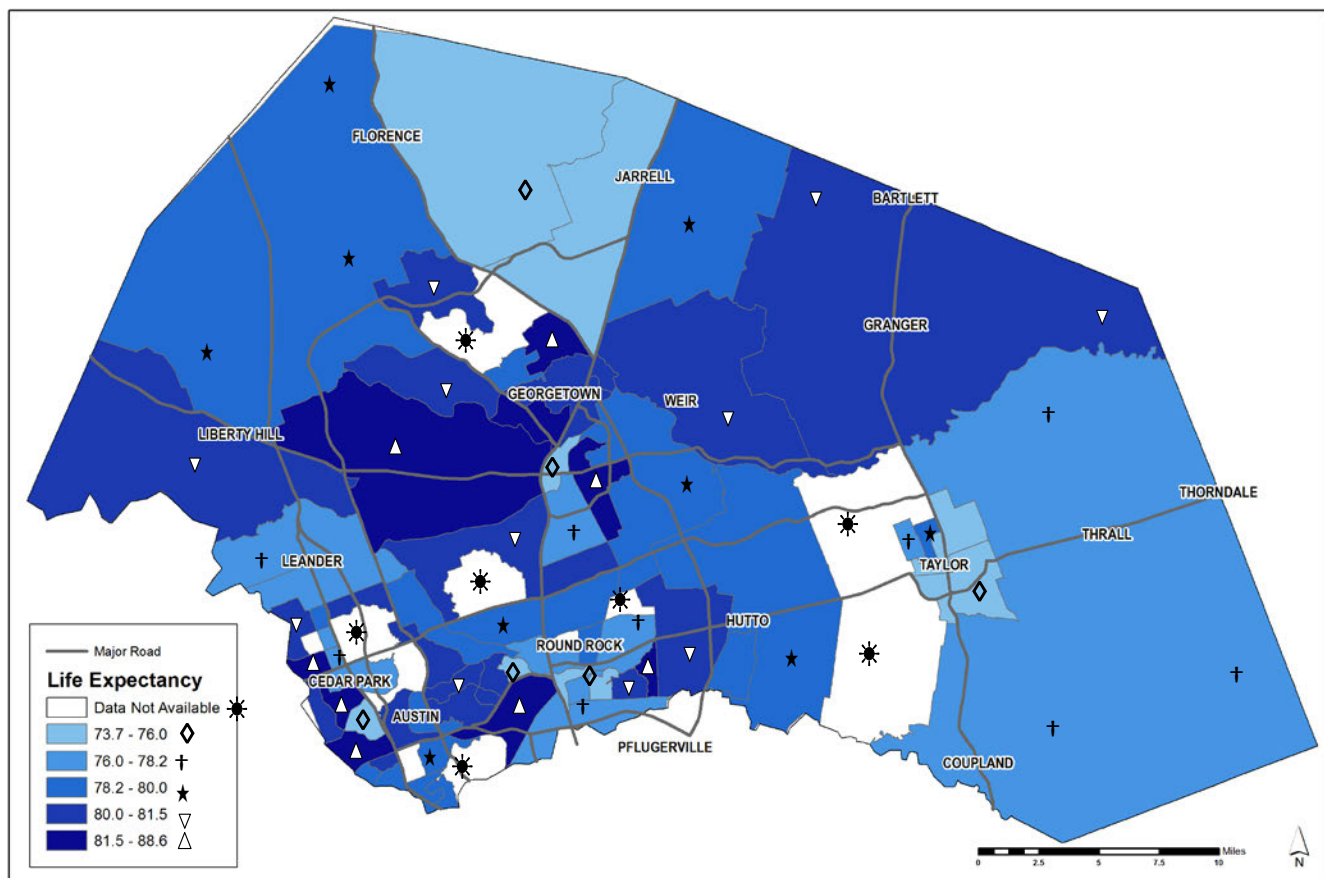 FLORENCE
JARRELL
BARTLETT
GRANGER
GEORGETOWN
WEIR
LIBERTY HILL
THORNDALE
THRALL
LEANDER
TAYLOR
HUTTO
ROUND ROCK
CEDAR PARK
AUSTIN
PFLUGERVILLE
COUPLAND
Major Road
Life Expectancy
Data Not Available
73.7 - 76.0
76.0 - 78.2
78.2 - 80.0
80.0 - 81.5
81.5 - 88.6
Miles
0 2.5 5 7.5 10
N